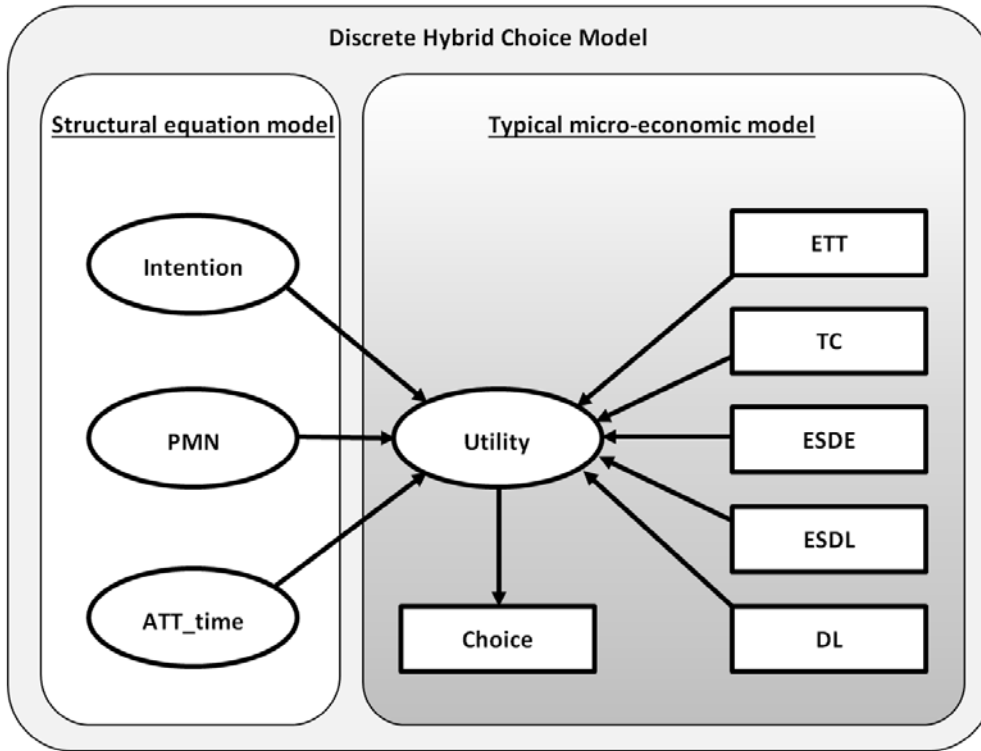 Discrete Hybrid Choice Model
Structural equation model
Typical micro-economic model
Intention
PMN
ATT_time
Utility
Choice
ETT
TC
ESDE
ESDL
DL